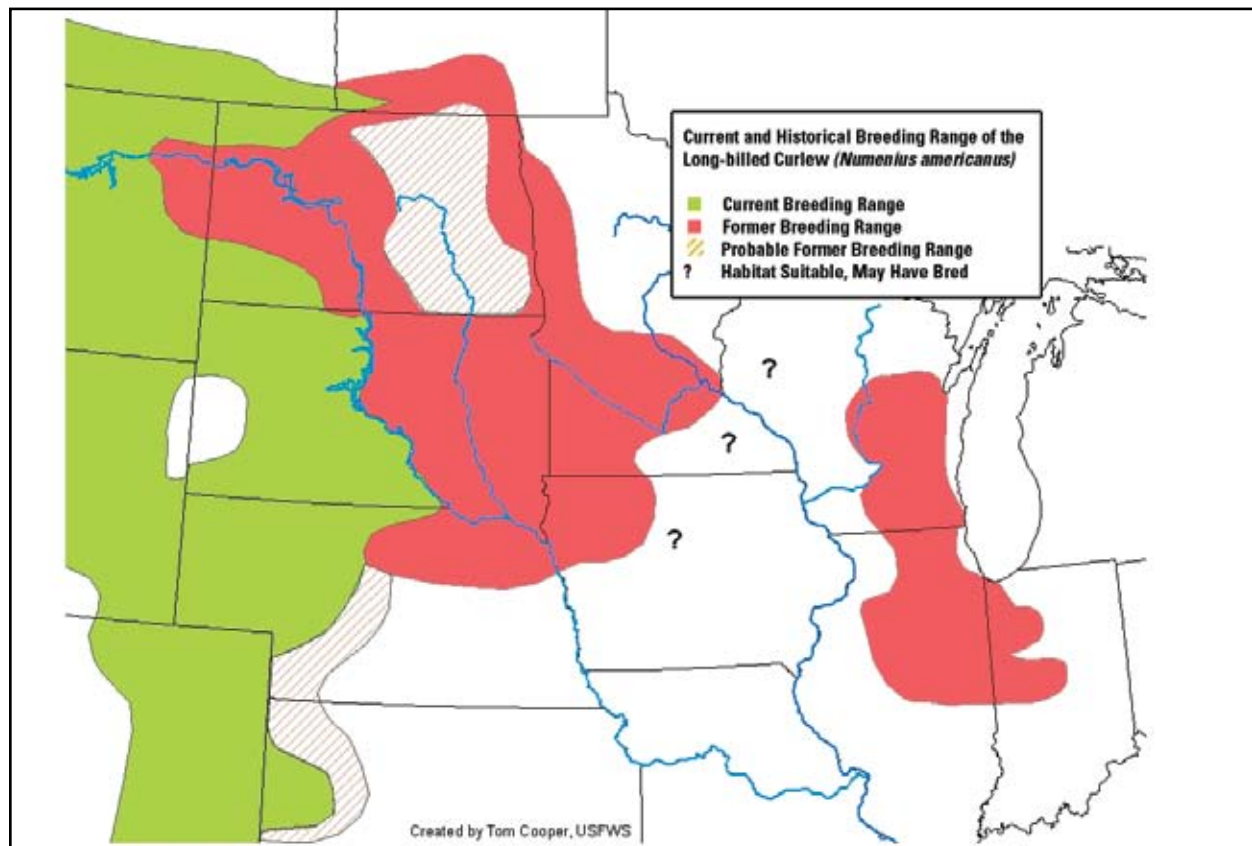 Current and Historical Breeding Range of the
Long-billed Curlew (Numenius americanus)
Current Breeding Range
Former Breeding Range
Probable Former Breeding Range
? Habitat Suitable, May Have Bred
?
?
?
Created by Tom Cooper, USFWS